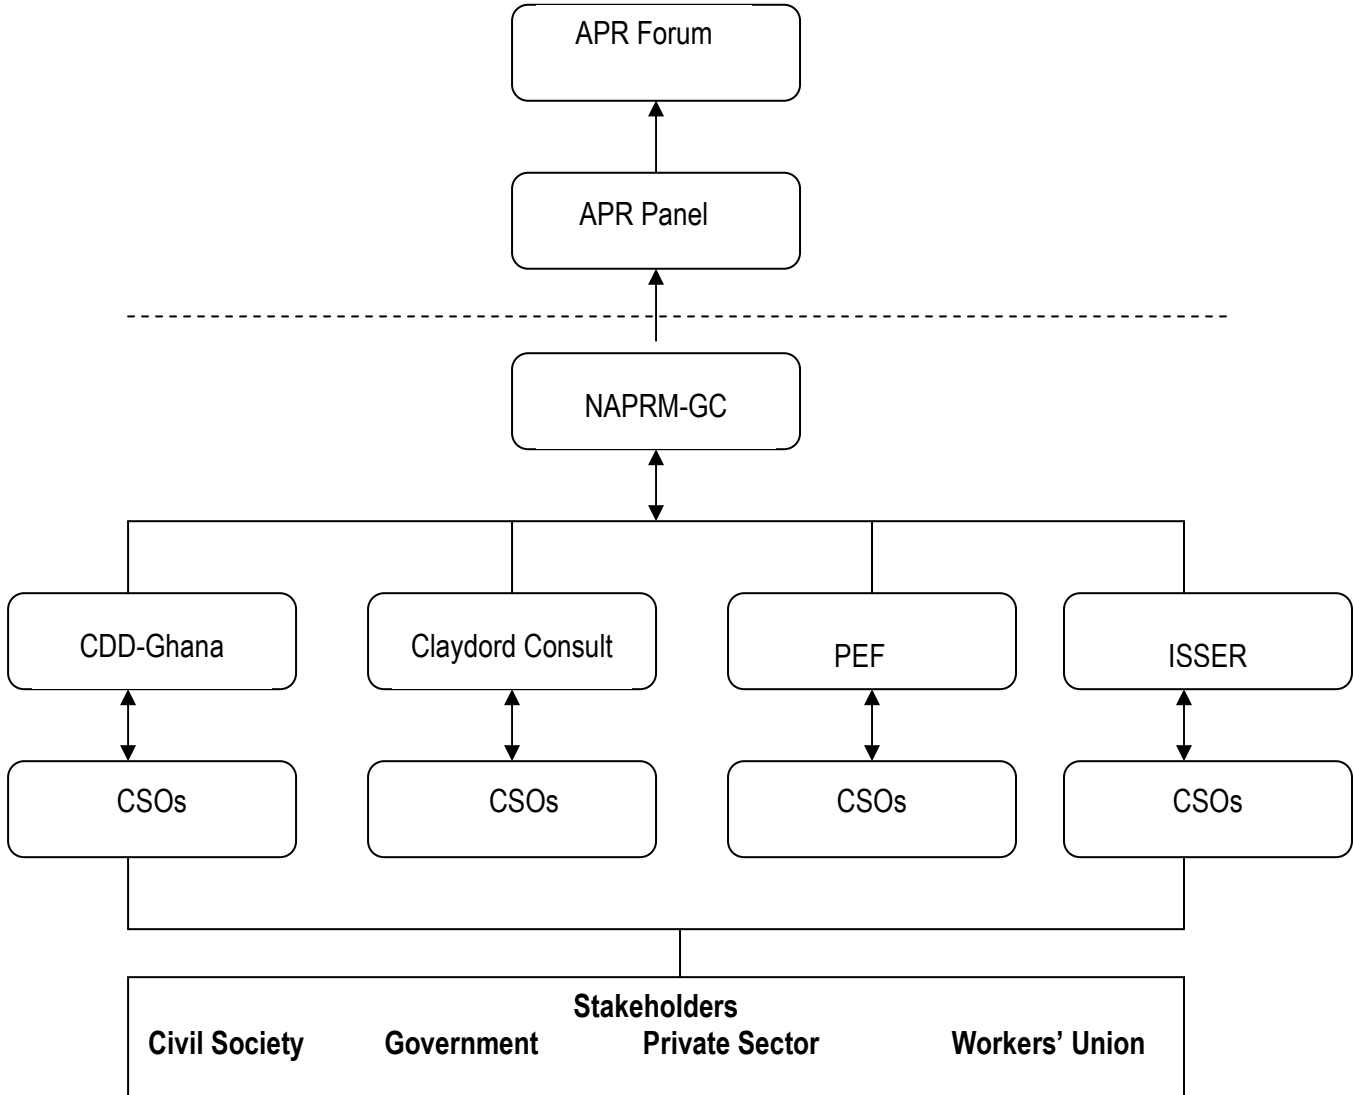 APR Forum
APR Panel
NAPRM-GC
CDD-Ghana
Claydord Consult
PEF
ISSER
CSOs
CSOs
CSOs
CSOs
Stakeholders
Civil Society Government Private Sector Workers’ Union